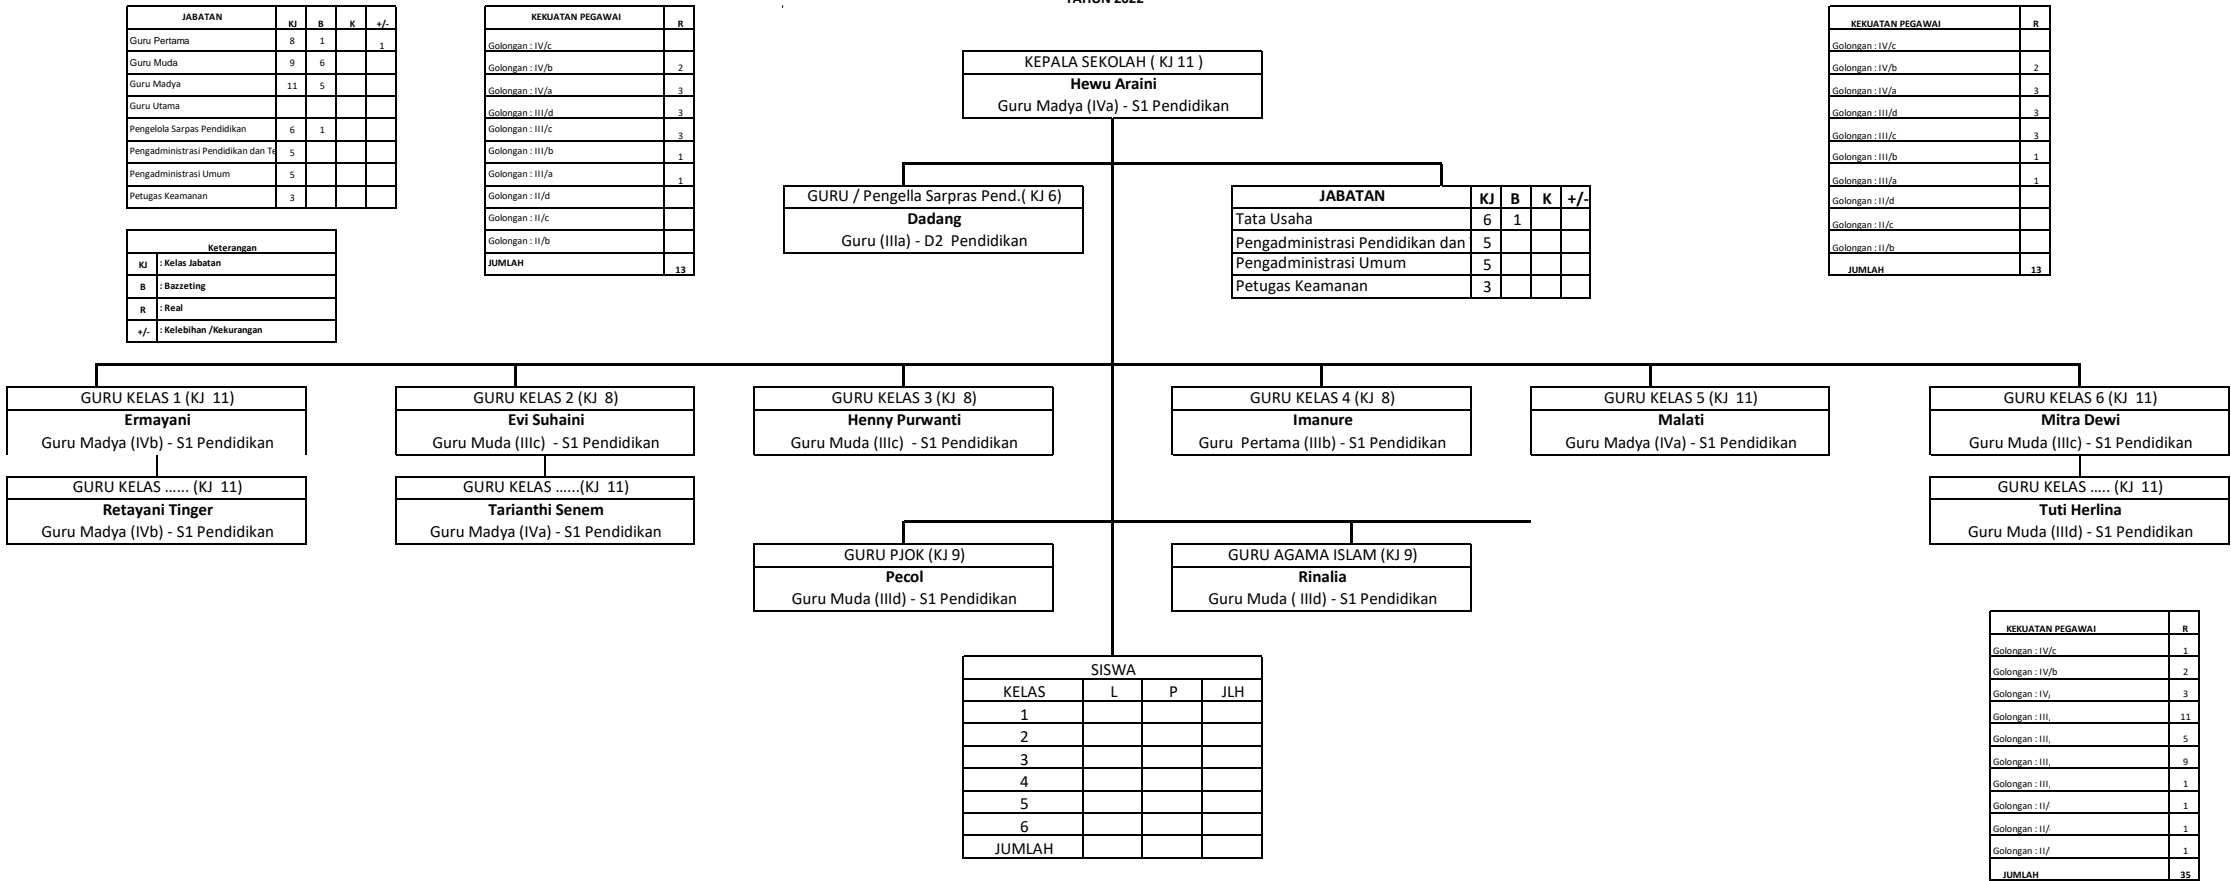 TAHUN 2022
JABATAN KJ B K +/-
Guru Pertama 8 1 1
Guru Muda 9 6
Guru Madya 11 5
Guru Utama
Pengelola Sarpas Pendidikan 6 1
Pengadministrasi Pendidikan dan Te 5
Pengadministrasi Umum 5
Petugas Keamanan 3
Keterangan
KJ : Kelas Jabatan
B : Bazzeting
R : Real
+/- : Kelebihan /Kekurangan
KEKUATAN PEGAWAI R
Golongan : IV/c
Golongan : IV/b 2
Golongan : IV/a 3
Golongan : III/d 3
Golongan : III/c 3
Golongan : III/b 1
Golongan : III/a 1
Golongan : II/d
Golongan : II/c
Golongan : II/b
JUMLAH 13
KEPALA SEKOLAH ( KJ 11 )
Hewu Araini
Guru Madya (IVa) - S1 Pendidikan
KEKUATAN PEGAWAI R
Golongan : IV/c
Golongan : IV/b 2
Golongan : IV/a 3
Golongan : III/d 3
Golongan : III/c 3
Golongan : III/b 1
Golongan : III/a 1
Golongan : II/d
Golongan : II/c
Golongan : II/b
JUMLAH 13
GURU / Pengella Sarpras Pend.( KJ 6)
Dadang
Guru (IIIa) - D2 Pendidikan
JABATAN KJ B K +/-
Tata Usaha 6 1
Pengadministrasi Pendidikan dan 5
Pengadministrasi Umum 5
Petugas Keamanan 3
GURU KELAS 1 (KJ 11)
Ermayani
Guru Madya (IVb) - S1 Pendidikan
GURU KELAS 2 (KJ 8)
Evi Suhaini
Guru Muda (IIIc) - S1 Pendidikan
GURU KELAS 3 (KJ 8)
Henny Purwanti
Guru Muda (IIIc) - S1 Pendidikan
GURU KELAS 4 (KJ 8)
Imanure
Guru Pertama (IIIb) - S1 Pendidikan
GURU KELAS 5 (KJ 11)
Malati
Guru Madya (IVa) - S1 Pendidikan
GURU KELAS 6 (KJ 11)
Mitra Dewi
Guru Muda (IIIc) - S1 Pendidikan
GURU KELAS ...... (KJ 11)
Retayani Tinger
Guru Madya (IVb) - S1 Pendidikan
GURU KELAS ......(KJ 11)
Tarianthi Senem
Guru Madya (IVa) - S1 Pendidikan
GURU KELAS ..... (KJ 11)
Tuti Herlina
Guru Muda (IIId) - S1 Pendidikan
GURU PJOK (KJ 9)
Pecol
Guru Muda (IIId) - S1 Pendidikan
GURU AGAMA ISLAM (KJ 9)
Rinalia
Guru Muda ( IIId) - S1 Pendidikan
SISWA
KELAS L P JLH
1
2
3
4
5
6
JUMLAH
KEKUATAN PEGAWAI R
Golongan : IV/c 1
Golongan : IV/b 2
Golongan : IV/ 3
Golongan : III, 11
Golongan : III, 5
Golongan : III, 9
Golongan : III, 1
Golongan : II/ 1
Golongan : II/ 1
Golongan : II/ 1
JUMLAH 35